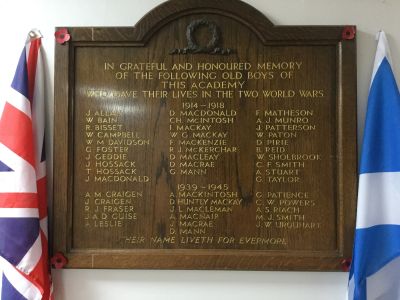 IN GRATEFUL AND HONOURED MEMORY
OF THE FOLLOWING OLD BOYS OF
THIS ACADEMY
WHO GAVE THEIR LIVES IN THE TWO WORLD WARS
1914-1918
J ALLAN
W BAIN
R BISSET
W CAMPBELL
W M DAVIDSON
G FOSTER
J GEDDIE
J HOSSACK
T HOSSACK
J MACDONALD
D MACDONALD
CH. MCINTOSH
I MACKAY
W G MACKAY
F MACKENZIE
R J MCKERCHAR
D MACLEAY
D MACRAE
G MANN
F MATHESON
A J MUNRO
J PATTERSON
W PATON
D PIRIE
E REID
W SHOLBROOK
C F SMITH
A STUART
G TAYLOR
1939-1945
A M CRAIGEN
J CRAIGEN
R J FRASER
J A D GUISE
A LESLIE
A MACKINTOSH
D HUNTLEY MACKAY
J L MACLEMAN
A MACNAIR
J MACRAE
D MANN
G PATIENCE
C W POWERS
A S RIACH
M J SMITH
J W URQUHART
THEIR NAME LIVETH FOR EVERMORE